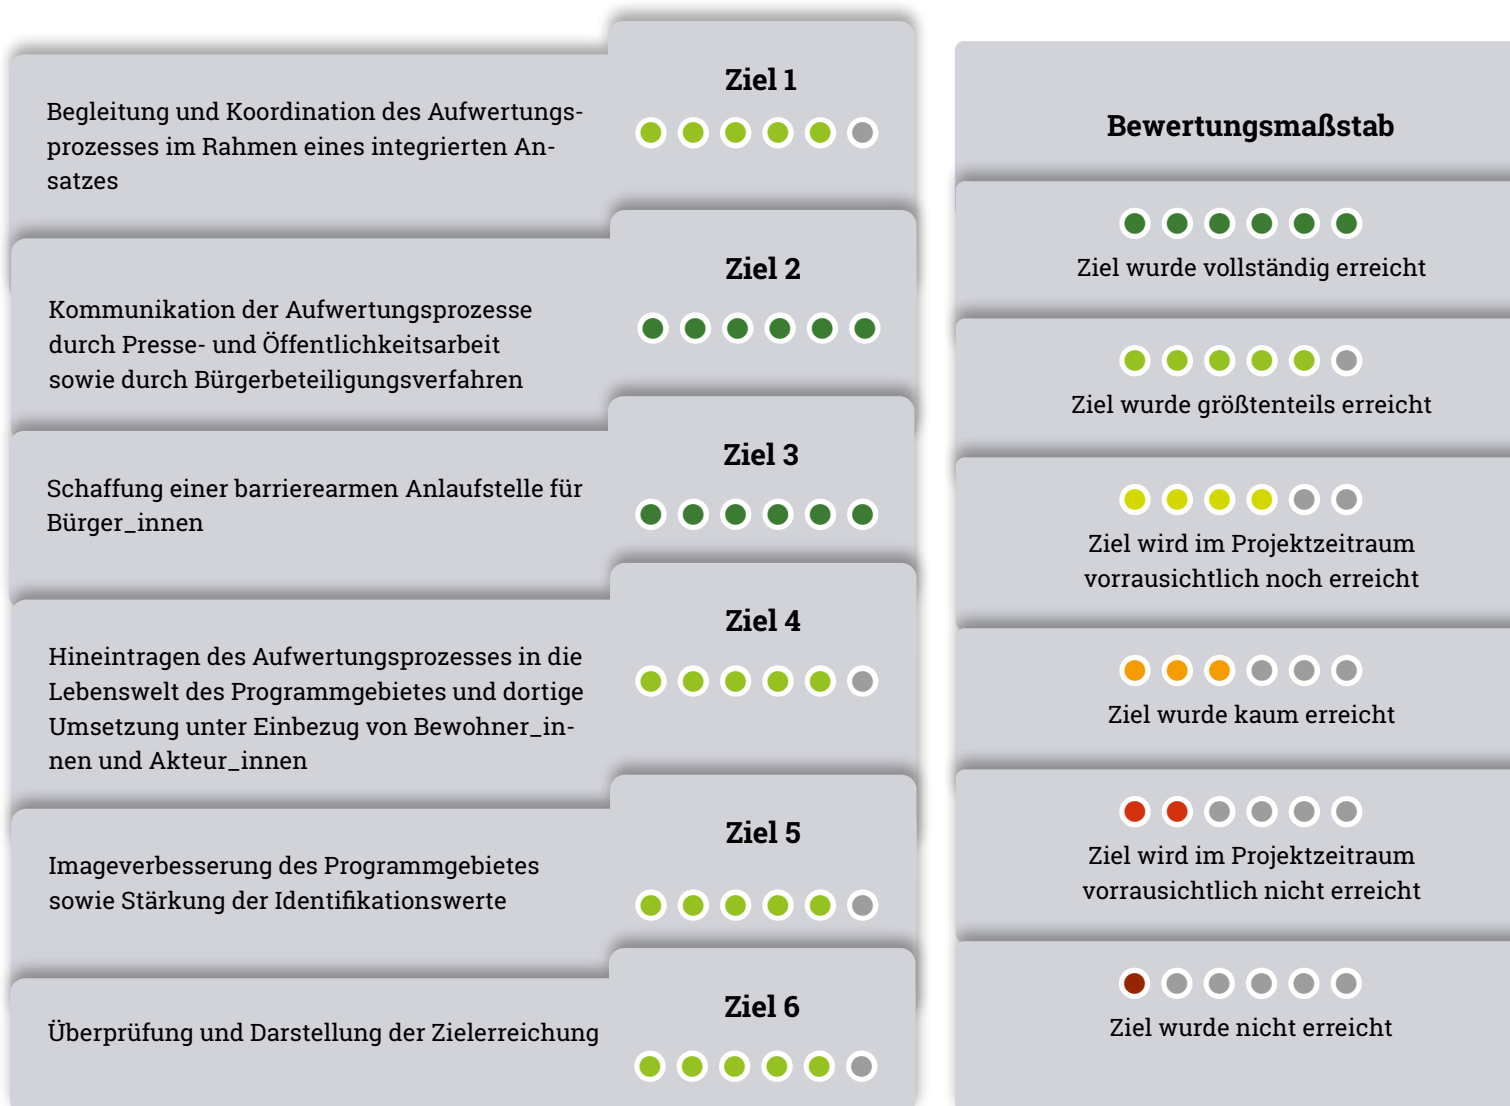 Ziel 1
Begleitung und Koordination des Aufwertungs-
prozesses im Rahmen eines integrierten An-
satzes
Ziel 2
Kommunikation der Aufwertungsprozesse
durch Presse- und Öffentlichkeitsarbeit
sowie durch Bürgerbeteiligungsverfahren
Ziel 3
Schaffung einer barrierearmen Anlaufstelle für
Bürger_innen
Ziel 4
Hineintragen des Aufwertungsprozesses in die
Lebenswelt des Programmgebietes und dortige
Umsetzung unter Einbezug von Bewohner_in-
nen und Akteur_innen
Ziel 5
Imageverbesserung des Programmgebietes
sowie Stärkung der Identifikationswerte
Ziel 6
Überprüfung und Darstellung der Zielerreichung
Bewertungsmaßstab
Ziel wurde vollständig erreicht
Ziel wurde größtenteils erreicht
Ziel wird im Projektzeitraum
vorrausichtlich noch erreicht
Ziel wurde kaum erreicht
Ziel wird im Projektzeitraum
vorrausichtlich nicht erreicht
Ziel wurde nicht erreicht